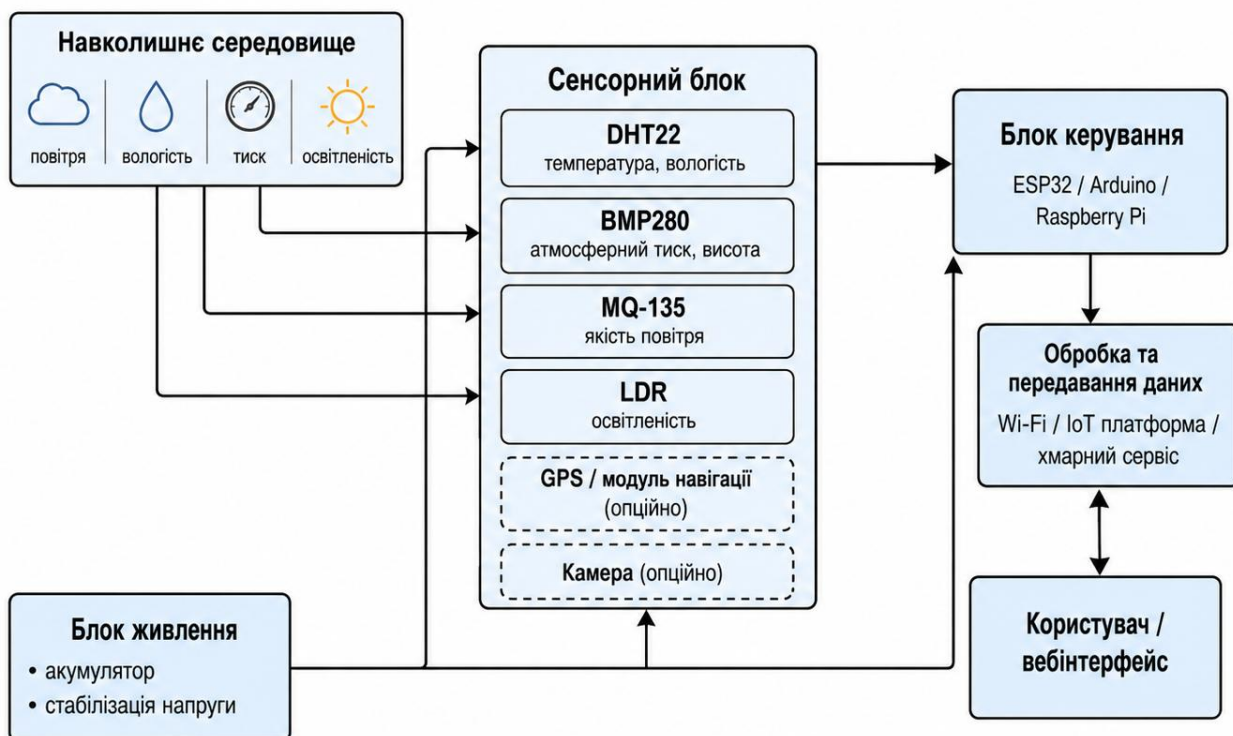 Навколишнє середовище
повітря
вологість
тиск
освітленість
Сенсорний блок
DHT22
температура, вологість
BMP280
атмосферний тиск, висота
MQ-135
якість повітря
LDR
освітленість
GPS / модуль навігації
(опційно)
Камера (опційно)
Блок керування
ESP32 / Arduino /
Raspberry Pi
Обробка та
передавання даних
Wi-Fi / IoT платформа /
хмарний сервіс
Користувач /
вебінтерфейс
Блок живлення
• акумулятор
• стабілізація напруги